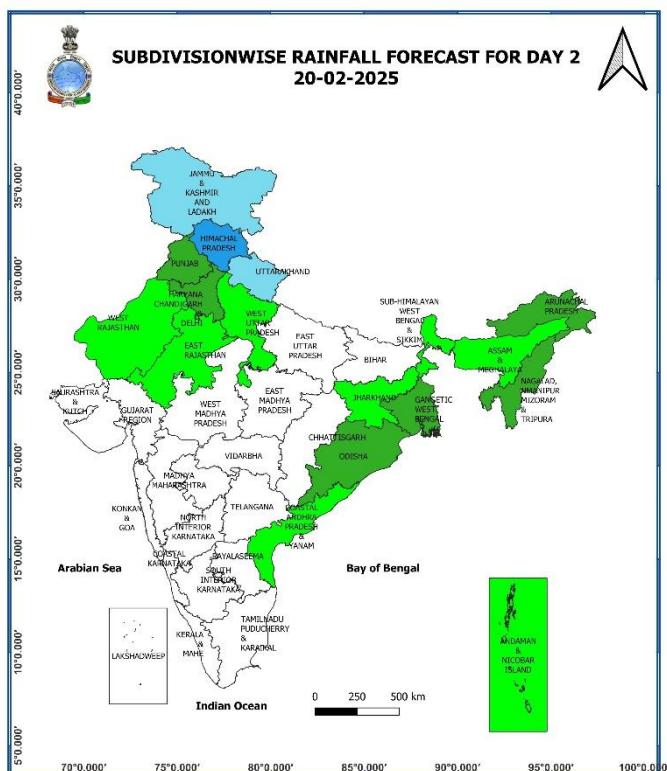 SUBDIVISIONWISE RAINFALL FORECAST FOR DAY 2
20-02-2025
40°0.000'
35°0.000'
30°0.000'
25°0.000'
20°0.000'
15°0.000'
10°0.000'
5°0.000'
JAMMU
&
KASHMIR
AND
LADAKH
HIMACHAL
PRADESH
PUNJAB
UTTARAKHAND
HARYANA
CHANDIGARH
&
DELHI
WEST
RAJASTHAN
WEST
UTTAR
PRADESH
EAST
RAJASTHAN
EAST
UTTAR
PRADESH
SUB-HIMALAYAN
WEST
BENGAL
&
SIKKIM
ARUNACHAL
PRADESH
BIHAR
ASSAM
&
MEGHALAYA
NAGALAD,
MANIPUR
MIZORAM
&
TRIPURA
SAURASHTRA
&
KUTCH
GUJARAT
REGION
WEST
MADHYA
PRADESH
EAST
MADHYA
PRADESH
JHARKHAND
GANGETIC
WEST
BENGAL
CHHATTISGARH
ODISHA
VIDARBHA
MADHYA
MAHARASHTRA
KONKAN
&
GOA
NORTH
INTERIOR
KARNATAKA
TELANGANA
COASTAL
ANDHRA
PRADESH
&
YANAM
Arabian Sea
COASTAL
KARNATAKA
RAYALASEEMA
Bay of Bengal
SOUTH
INTERIOR
KARNATAKA
LAKSHADWEEP
KERALA
&
MAHE
TAMILNADU
PUDUCHERRY
&
KARAIKAL
ANDAMAN
&
NICOBAR
ISLAND
Indian Ocean
0 250 500 km
70°0.000' 75°0.000' 80°0.000' 85°0.000' 90°0.000' 95°0.000' 100°0.000'